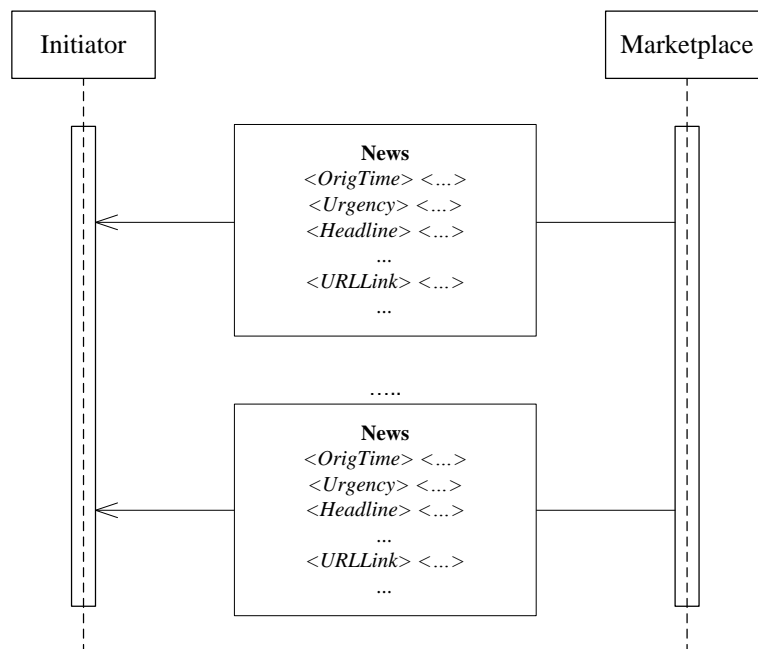 Initiator
Marketplace
News
<OrigTime> <...>
<Urgency> <...>
<Headline> <...>
...
<URLLink> <...>
...
…..
News
<OrigTime> <...>
<Urgency> <...>
<Headline> <...>
...
<URLLink> <...>
...